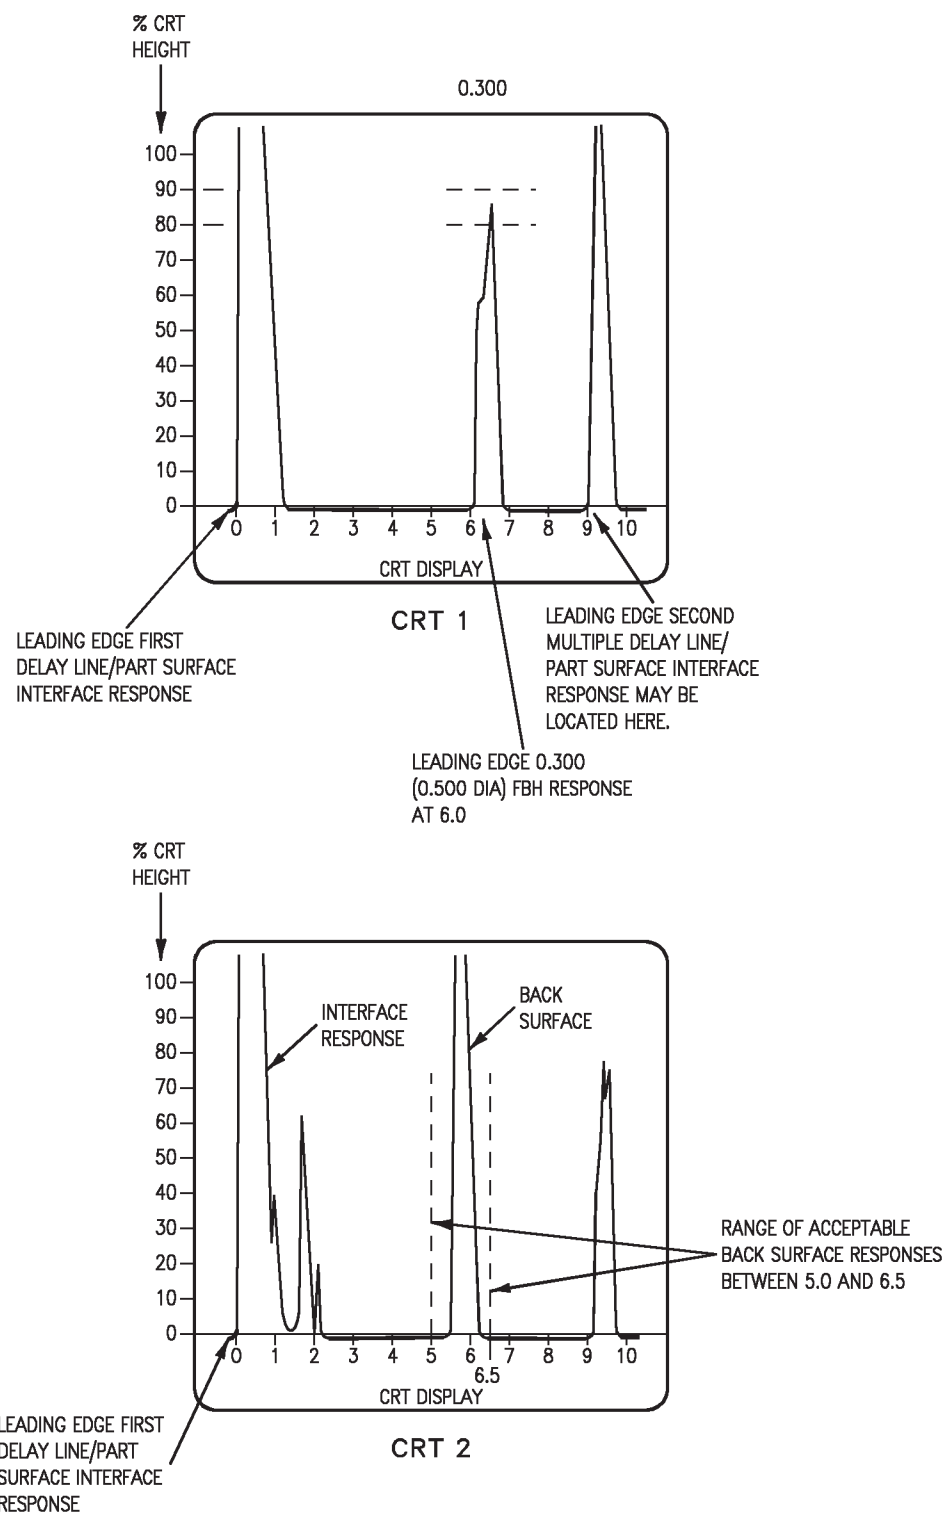 % CRT
HEIGHT
0.300
100
90
80
70
60
50
40
30
20
10
0
0 1 2 3 4 5 6 7 8 9 10
CRT DISPLAY
CRT 1
LEADING EDGE FIRST
DELAY LINE/PART SURFACE
INTERFACE RESPONSE
LEADING EDGE SECOND
MULTIPLE DELAY LINE/
PART SURFACE INTERFACE
RESPONSE MAY BE
LOCATED HERE.
LEADING EDGE 0.300
(0.500 DIA) FBH RESPONSE
AT 6.0
% CRT
HEIGHT
100
90
80
70
60
50
40
30
20
10
0
INTERFACE
RESPONSE
BACK
SURFACE
RANGE OF ACCEPTABLE
BACK SURFACE RESPONSES
BETWEEN 5.0 AND 6.5
0 1 2 3 4 5 6 7 8 9 10
6.5
CRT DISPLAY
CRT 2
LEADING EDGE FIRST
DELAY LINE/PART
SURFACE INTERFACE
RESPONSE